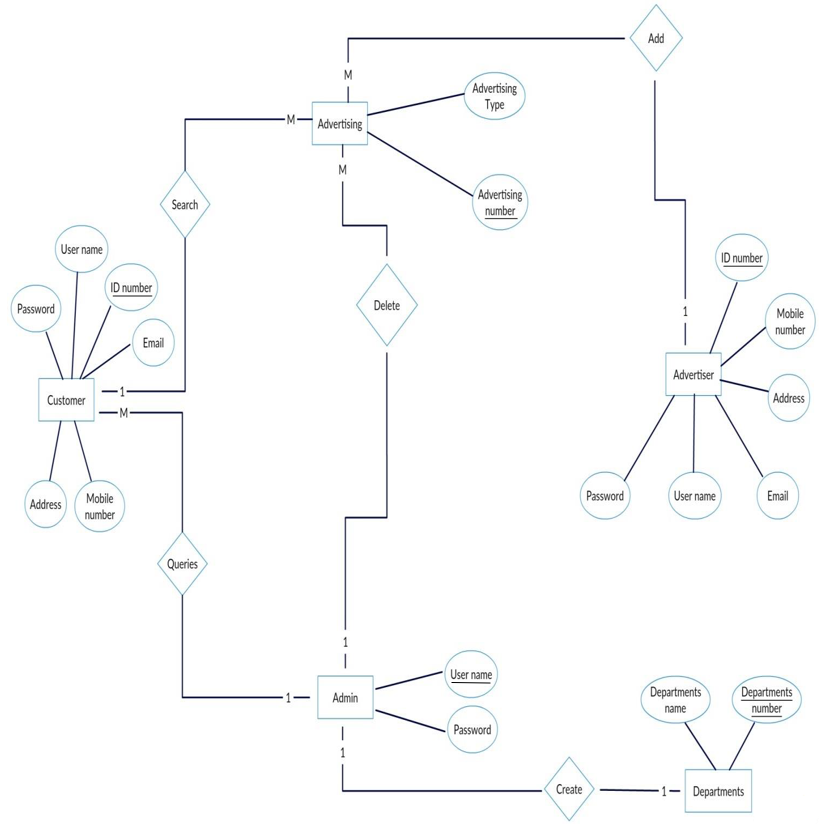 Add
M
Advertising
Type
M
Advertising
M
Advertising
number
Search
User name
ID number
ID number
Password
Delete
Mobile
number
1
Email
Advertiser
1
Customer
Address
M
Address
Mobile
number
Password
User name
Email
Queries
1
User name
1
Admin
Departments
name
Departments
number
Password
1
Create
1
Departments